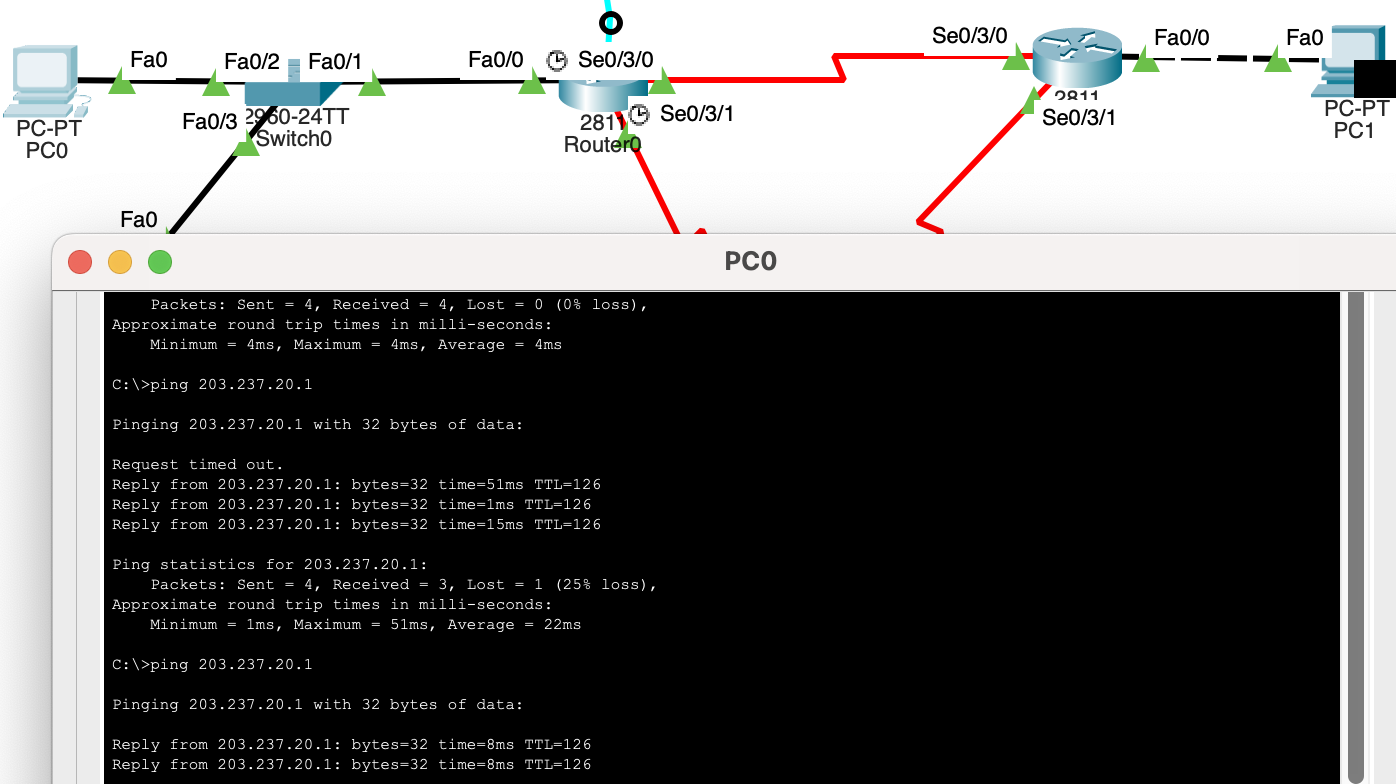 Fa0
Fa0/2
Fa0/1
Fa0/0
Se0/3/0
Se0/3/0
Fa0/0
Fa0
PC-PT
PC0
Fa0/3
2960-24TT
Switch0
2811
Router0
Se0/3/1
2811
Se0/3/1
PC-PT
PC1
Fa0
PC0
Packets: Sent = 4, Received = 4, Lost = 0 (0% loss),
Approximate round trip times in milli-seconds:
Minimum = 4ms, Maximum = 4ms, Average = 4ms
C:\>ping 203.237.20.1
Pinging 203.237.20.1 with 32 bytes of data:
Request timed out.
Reply from 203.237.20.1: bytes=32 time=51ms TTL=126
Reply from 203.237.20.1: bytes=32 time=1ms TTL=126
Reply from 203.237.20.1: bytes=32 time=15ms TTL=126
Ping statistics for 203.237.20.1:
Packets: Sent = 4, Received = 3, Lost = 1 (25% loss),
Approximate round trip times in milli-seconds:
Minimum = 1ms, Maximum = 51ms, Average = 22ms
C:\>ping 203.237.20.1
Pinging 203.237.20.1 with 32 bytes of data:
Reply from 203.237.20.1: bytes=32 time=8ms TTL=126
Reply from 203.237.20.1: bytes=32 time=8ms TTL=126